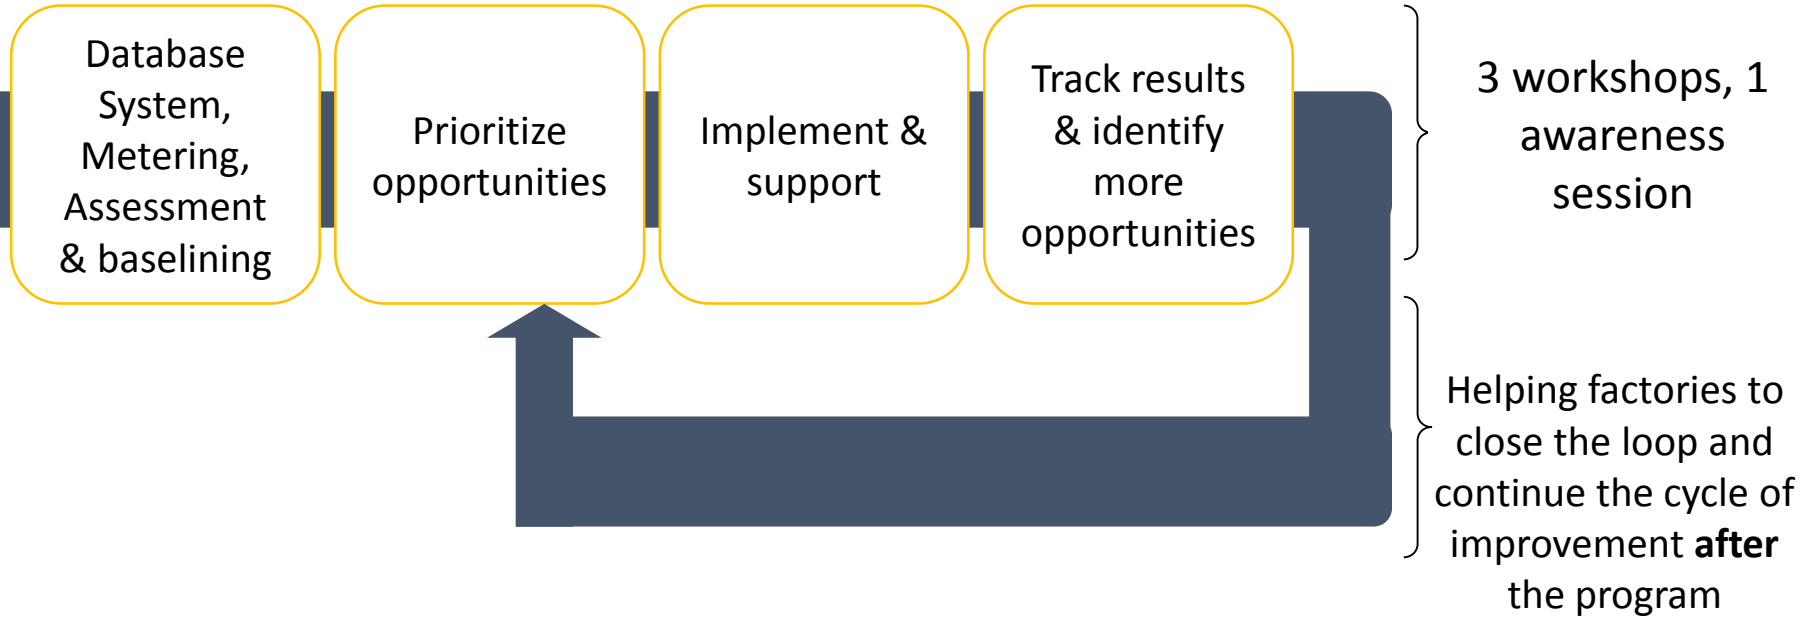 Database
System,
Metering,
Assessment
& baselining
Prioritize
opportunities
Implement &
support
Track results
& identify
more
opportunities
3 workshops, 1
awareness
session
Helping factories to
close the loop and
continue the cycle of
improvement after
the program